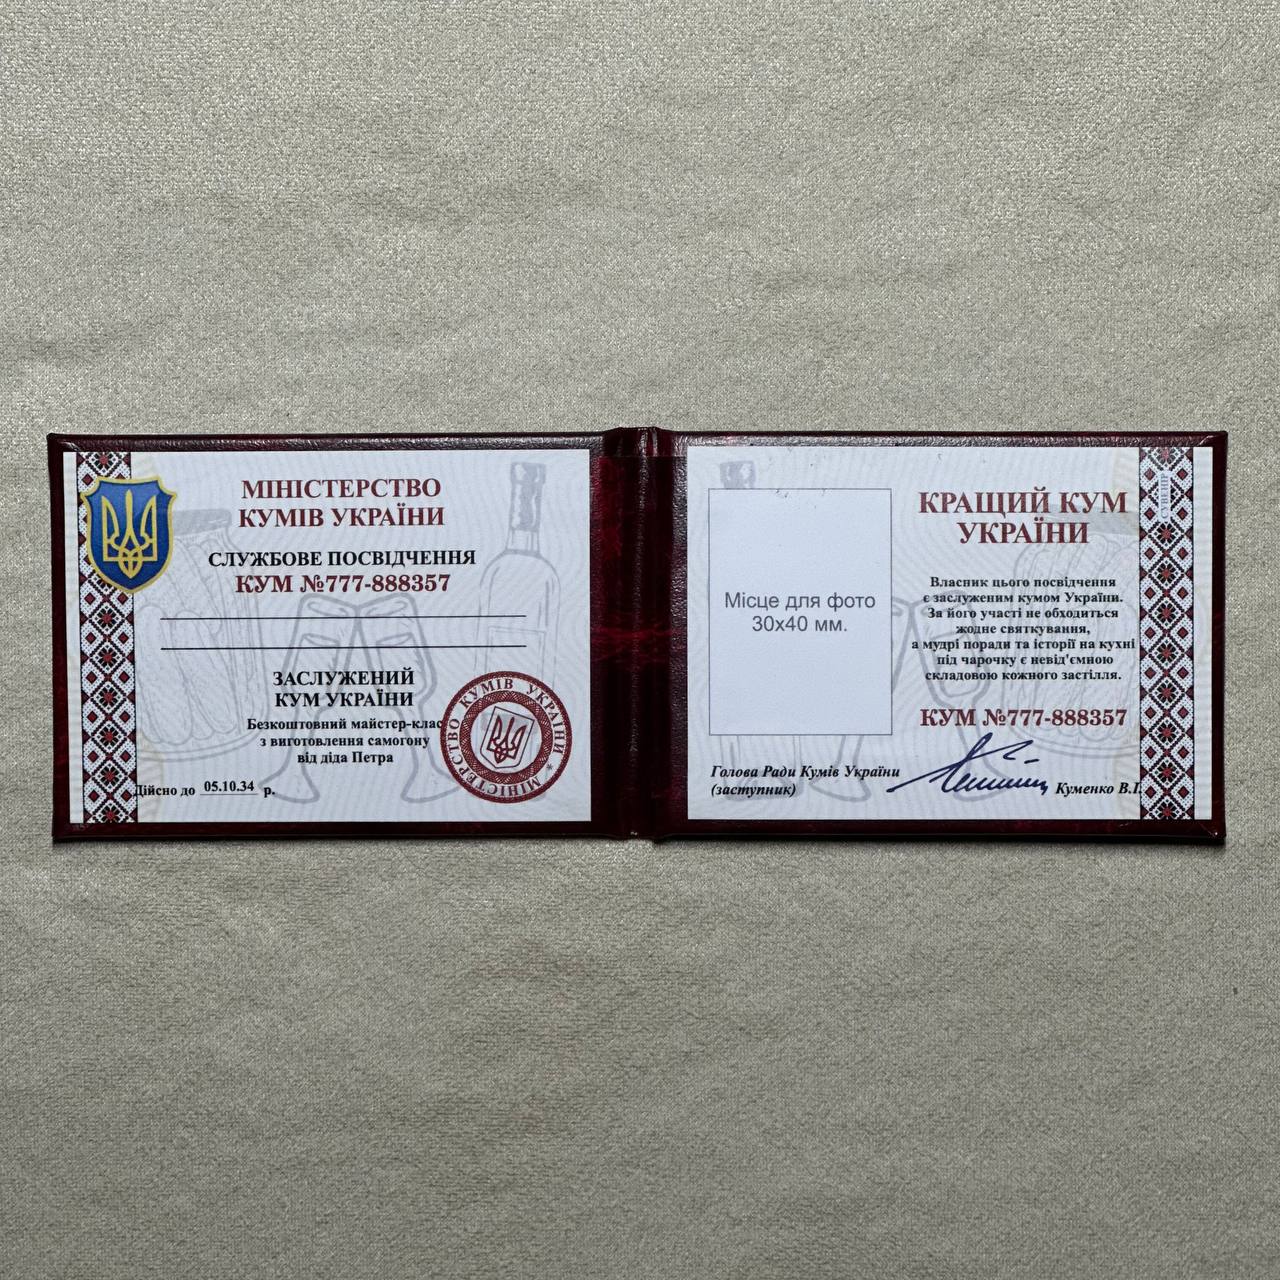 МІНІСТЕРСТВО
КУМІВ УКРАЇНИ
СЛУЖБОВЕ ПОСВІДЧЕННЯ
КУМ №777-888357
ЗАСЛУЖЕНИЙ
КУМ УКРАЇНИ
Безкоштовний майстер-клас
з виготовлення самогону
від діда Петра
Дійсно до 05.10.34 р.
МІНІСТЕРСТВО КУМІВ УКРАЇНИ *
КРАЩИЙ КУМ
УКРАЇНИ
Місце для фото
30х40 мм.
Власник цього посвідчення
є заслуженим кумом України.
За його участі не обходиться
жодне святкування,
а мудрі поради та історії на кухні
під чарочку є невід'ємною
складовою кожного застілля.
КУМ №777-888357
Голова Ради Кумів України
(заступник)
Куменко В.І.
СУВЕНІР